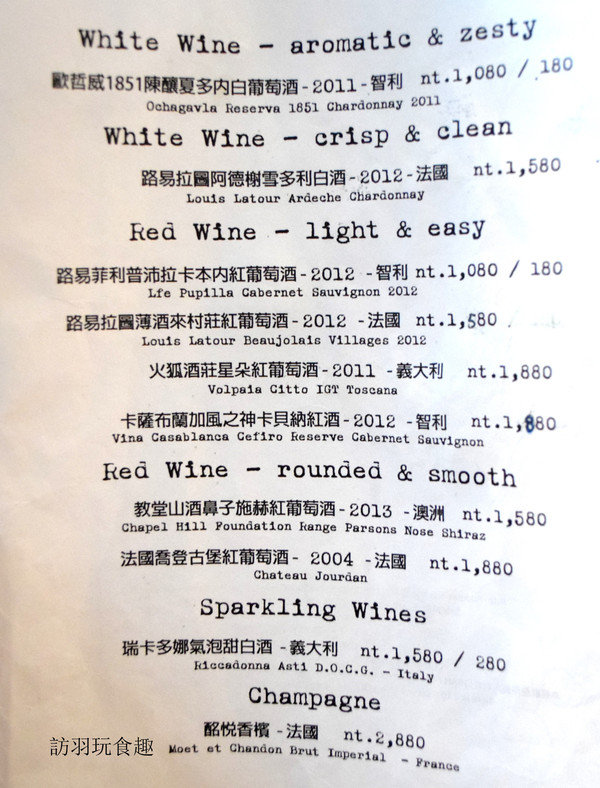 White Wine - aromatic & zesty
歐哲威1851陳釀夏多內白葡萄酒-2011-智利 nt.1,080 / 180
Ochagavla Reserva 1851 Chardonnay 2011
White Wine - crisp & clean
路易拉圖阿德榭雪多利白酒-2012-法國 nt.1,580
Louis Latour Ardeche Chardonnay
Red Wine - light & easy
路易菲利普沛拉卡本內紅葡萄酒-2012 -智利 nt.1,080 / 180
Lfe Pupilla Cabernet Sauvignon 2012
路易拉圖薄酒來村莊紅葡萄酒-2012 -法國 nt.1,580
Louis Latour Beaujolais Villages 2012
火狐酒莊星朵紅葡萄酒-2011 -義大利 nt.1,880
Volpaia Citto IGT Toscana
卡薩布蘭加風之神卡貝納紅酒-2012 -智利 nt.1,880
Vina Casablanca Cefiro Reserve Cabernet Sauvignon
Red Wine - rounded & smooth
教堂山酒鼻子施赫紅葡萄酒-2013 -澳洲 nt.1,580
Chapel Hill Foundation Range Parsons Nose Shiraz
法國喬登古堡紅葡萄酒- 2004 -法國 nt.1,880
Chateau Jourdan
Sparkling Wines
瑞卡多娜氣泡甜白酒 -義大利 nt.1,580 / 280
Riccadonna Asti D.O.C.G. - Italy
Champagne
酩悅香檳 -法國 nt.2,880
Moet et Chandon Brut Imperial - France
訪羽玩食趣